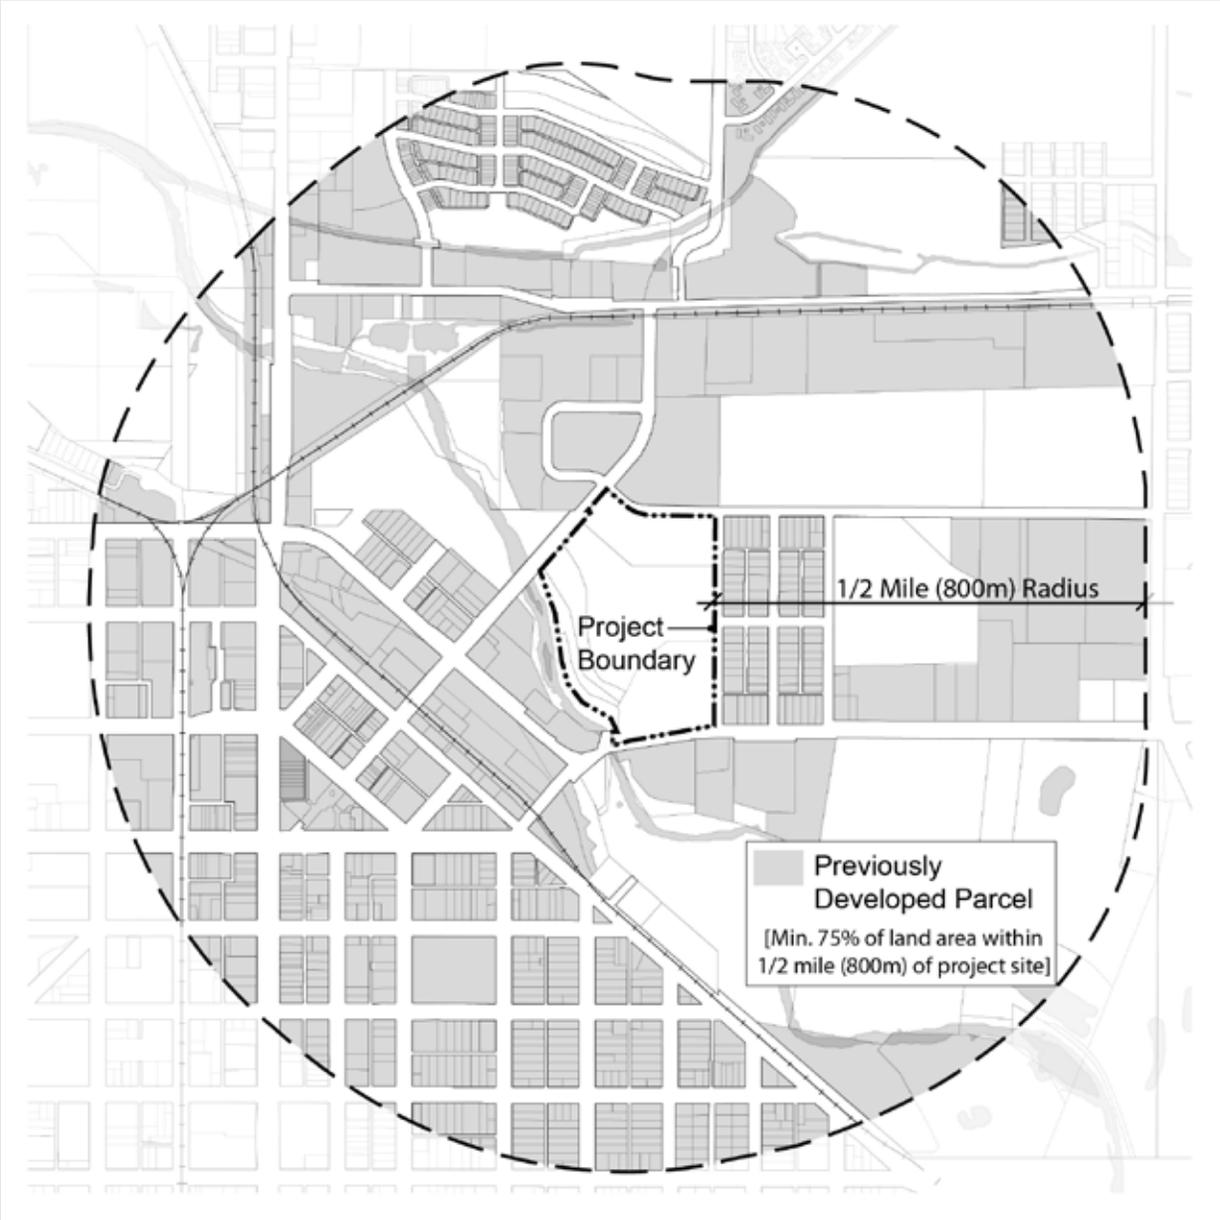 1/2 Mile (800m) Radius
Project
Boundary
Previously
Developed Parcel
[Min. 75% of land area within
1/2 mile (800m) of project site]